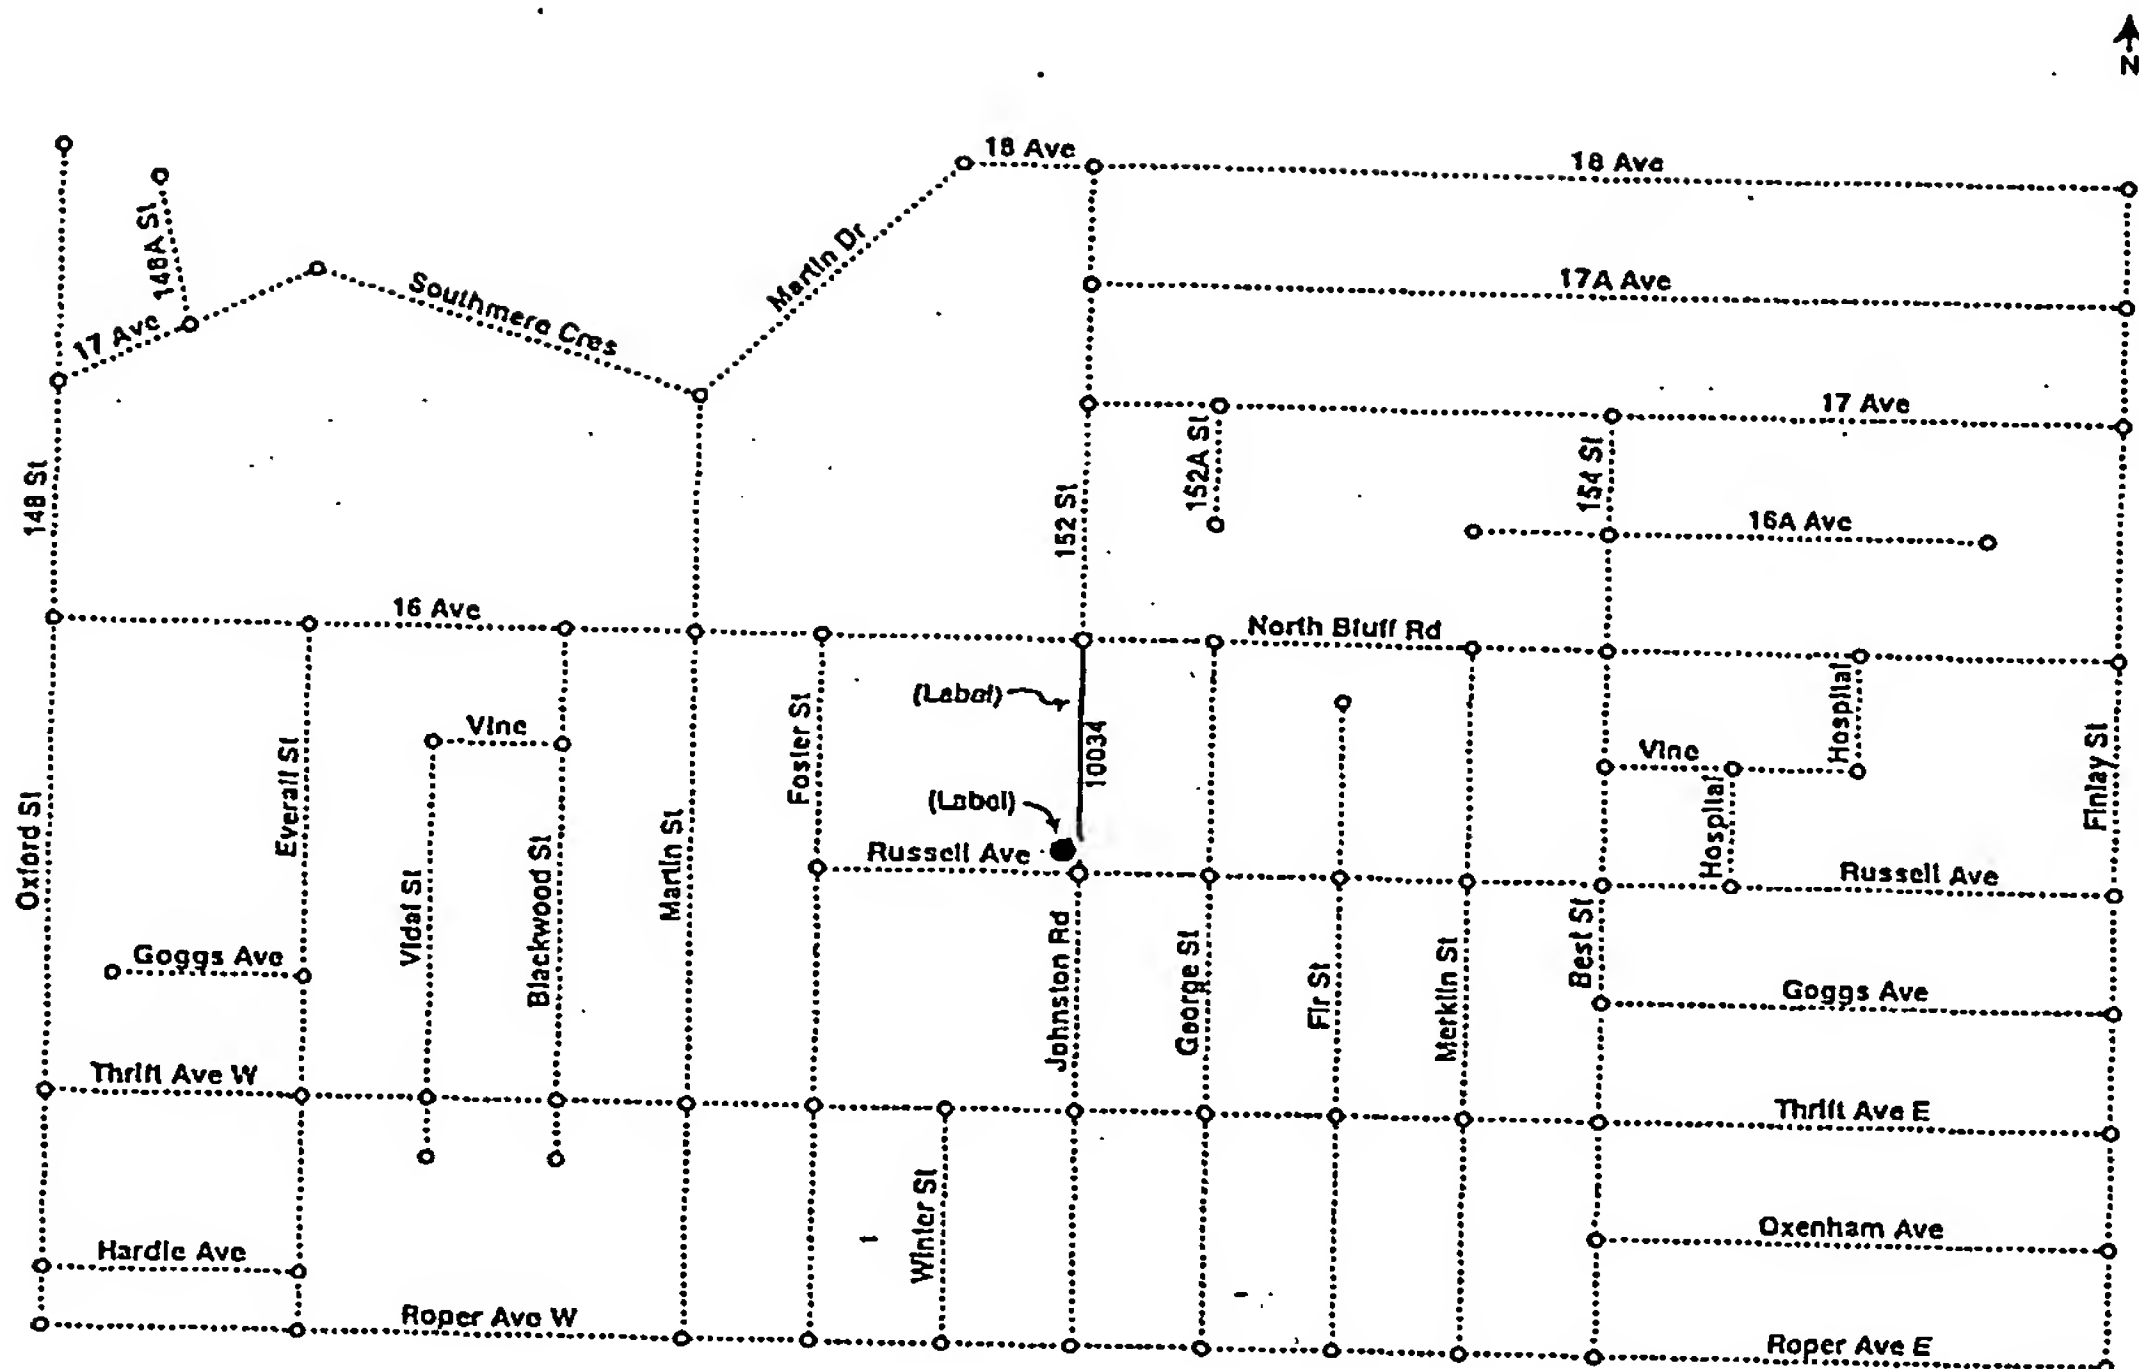 N
18 Ave
18 Ave
148A St
Martin Dr
17A Ave
Southmere Cres
17 Ave
17 Ave
152A St
154 St
148 St
152 St
16A Ave
16 Ave
North Bluff Rd
(Label)
Hospital
Vine
Foster St
10034
Vine
Everall St
Finlay St
(Label)
Hospital
Oxford St
Martin St
Russell Ave
Russell Ave
Vidal St
Blackwood St
Johnston Rd
George St
Fir St
Merklin St
Best St
Goggs Ave
Goggs Ave
Thrift Ave W
Thrift Ave E
Winter St
Oxenham Ave
Hardie Ave
Roper Ave W
Roper Ave E